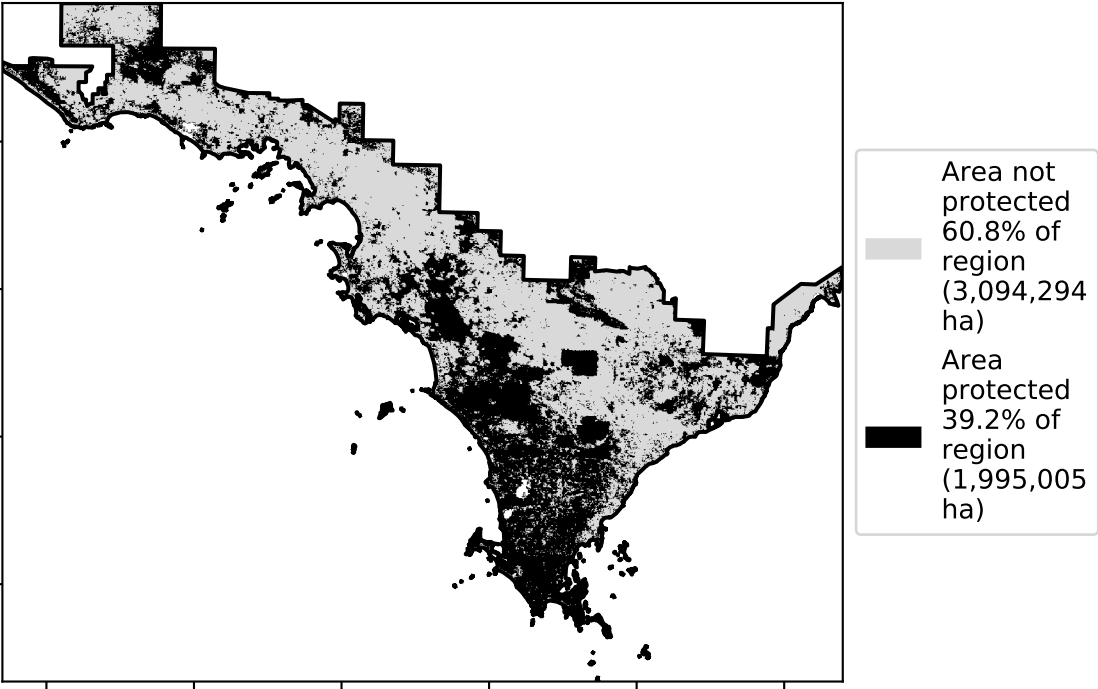 Area not
protected
60.8% of
region
(3,094,294
ha)
Area
protected
39.2% of
region
(1,995,005
ha)